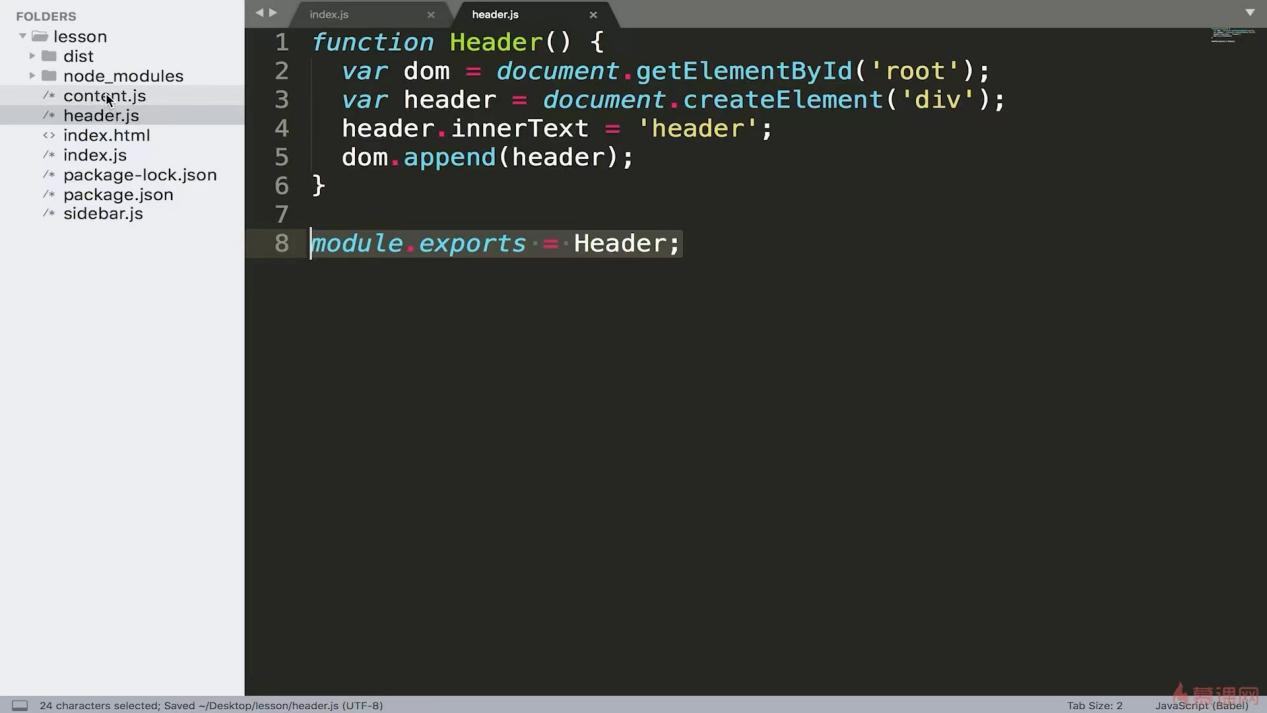 FOLDERS
lesson
dist
node_modules
content.js
header.js
index.html
index.js
package-lock.json
package.json
sidebar.js
index.js
header.js
1 function Header() {
2 var dom = document.getElementById('root');
3 var header = document.createElement('div');
4 header.innerText = 'header';
5 dom.append(header);
6 }
7
8 module.exports = Header;
24 characters selected; Saved ~/Desktop/lesson/header.js (UTF-8)
Tab Size: 2
JavaScript (Babel)
慕课网